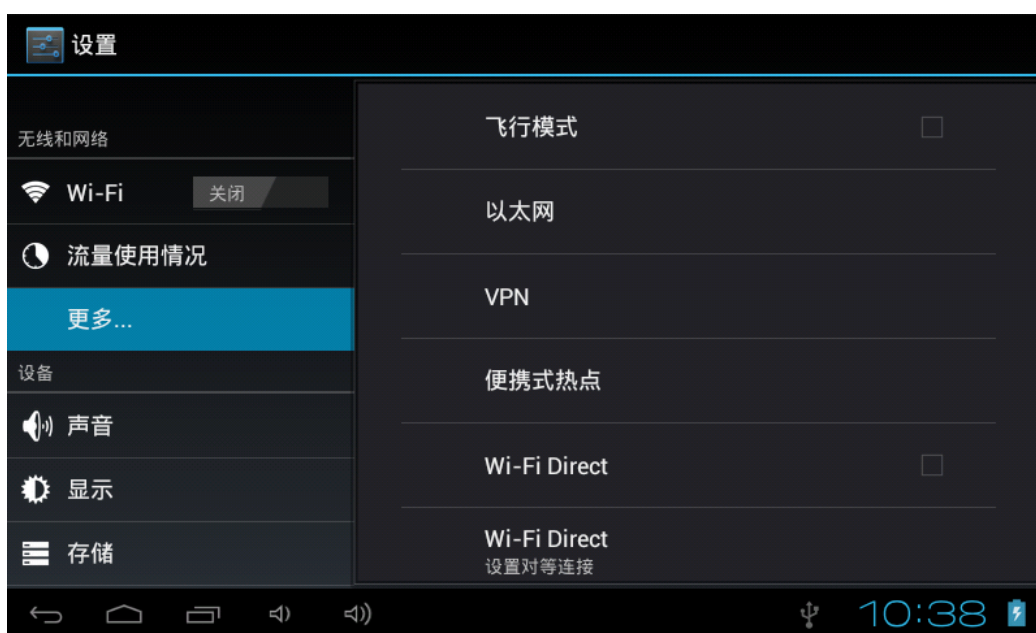 设置
无线和网络
Wi-Fi 关闭
流量使用情况
更多...
设备
声音
显示
存储
飞行模式
以太网
VPN
便携式热点
Wi-Fi Direct
Wi-Fi Direct
设置对等连接
10:38